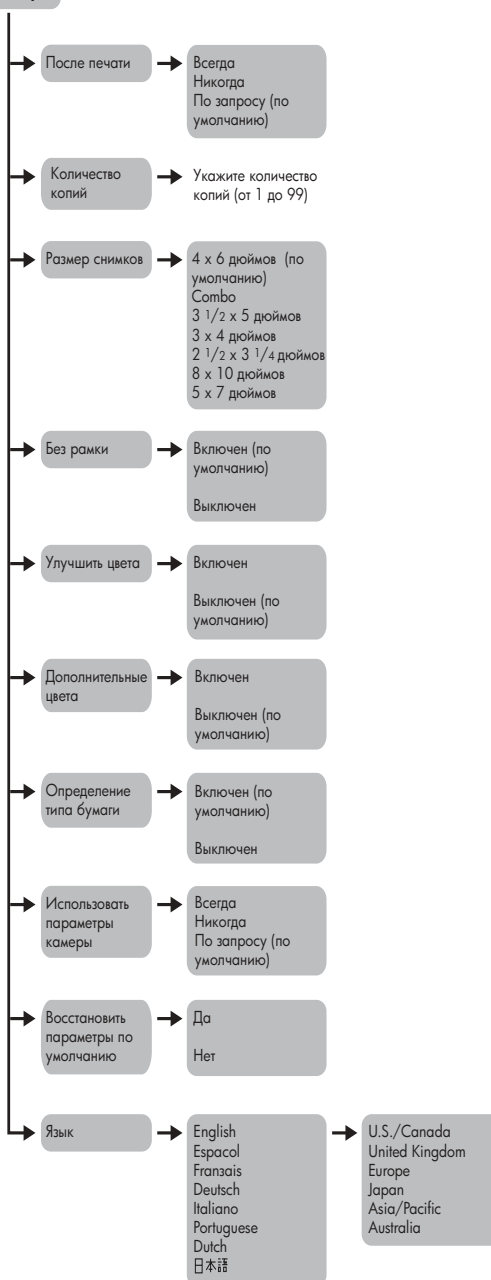 После печати
Всегда
Никогда
По запросу (по
умолчанию)
Количество
копий
Укажите количество
копий (от 1 до 99)
Размер снимков
4 x 6 дюймов (по
умолчанию)
Combo
3 1/2 x 5 дюймов
3 x 4 дюймов
2 1/2 x 3 1/4 дюймов
8 x 10 дюймов
5 x 7 дюймов
Без рамки
Включен (по
умолчанию)
Выключен
Улучшить цвета
Включен
Выключен (по
умолчанию)
Дополнительные
цвета
Включен
Выключен (по
умолчанию)
Определение
типа бумаги
Включен (по
умолчанию)
Выключен
Использовать
параметры
камеры
Всегда
Никогда
По запросу (по
умолчанию)
Восстановить
параметры по
умолчанию
Да
Нет
Язык
English
Espacol
Franзais
Deutsch
Italiano
Portuguese
Dutch
日本語
U.S./Canada
United Kingdom
Europe
Japan
Asia/Pacific
Australia